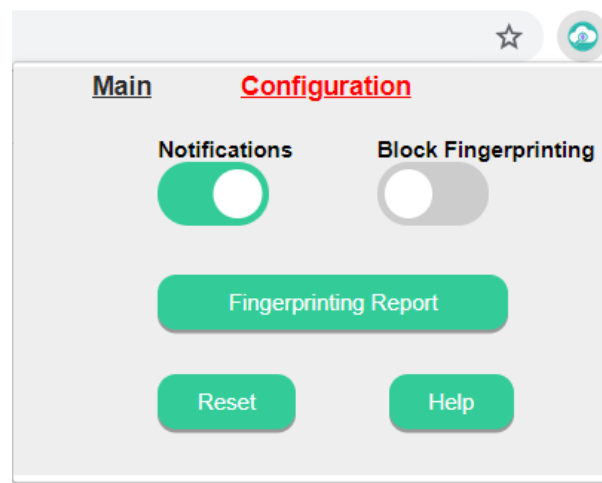 Main Configuration
Notifications Block Fingerprinting
Fingerprinting Report
Reset Help